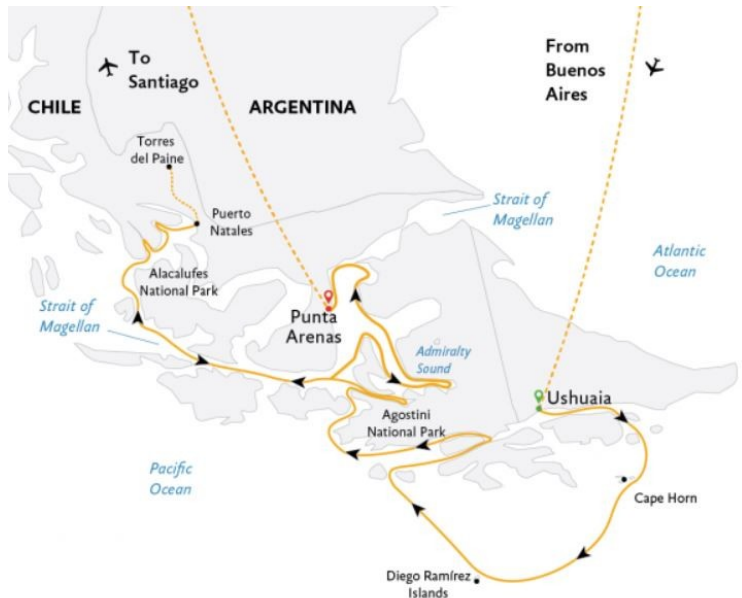 To
Santiago
From
Buenos
Aires
CHILE
ARGENTINA
Torres
del Paine
Strait of
Magellan
Puerto
Natales
Atlantic
Ocean
Alacalufes
National Park
Strait of
Magellan
Punta
Arenas
Admiralty
Sound
Ushuaia
Agostini
National Park
Pacific
Ocean
Cape Horn
Diego Ramírez
Islands